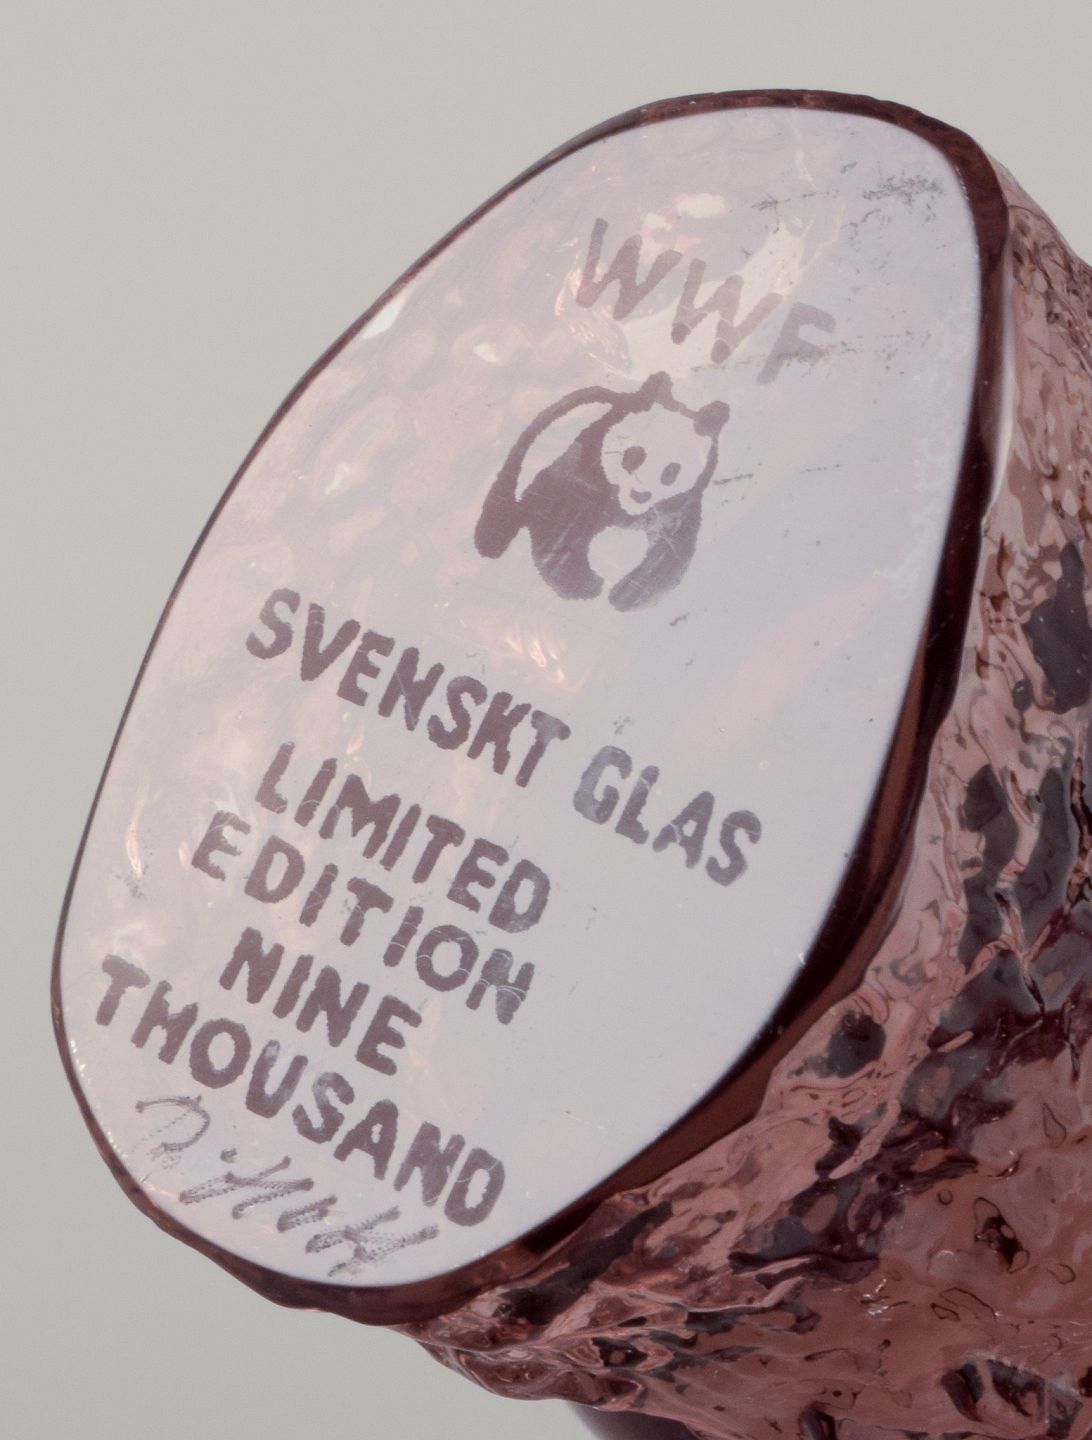 WWF
SVENSKT GLAS
LIMITED
EDITION
NINE
THOUSAND